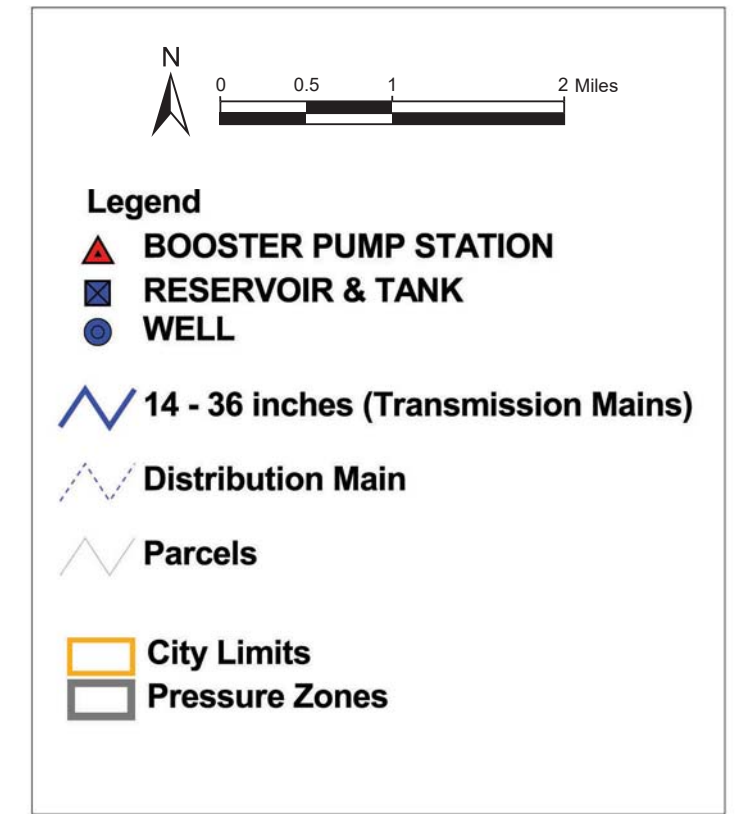 N
0 0.5 1 2 Miles
Legend
BOOSTER PUMP STATION
RESERVOIR & TANK
WELL
14 - 36 inches (Transmission Mains)
Distribution Main
Parcels
City Limits
Pressure Zones